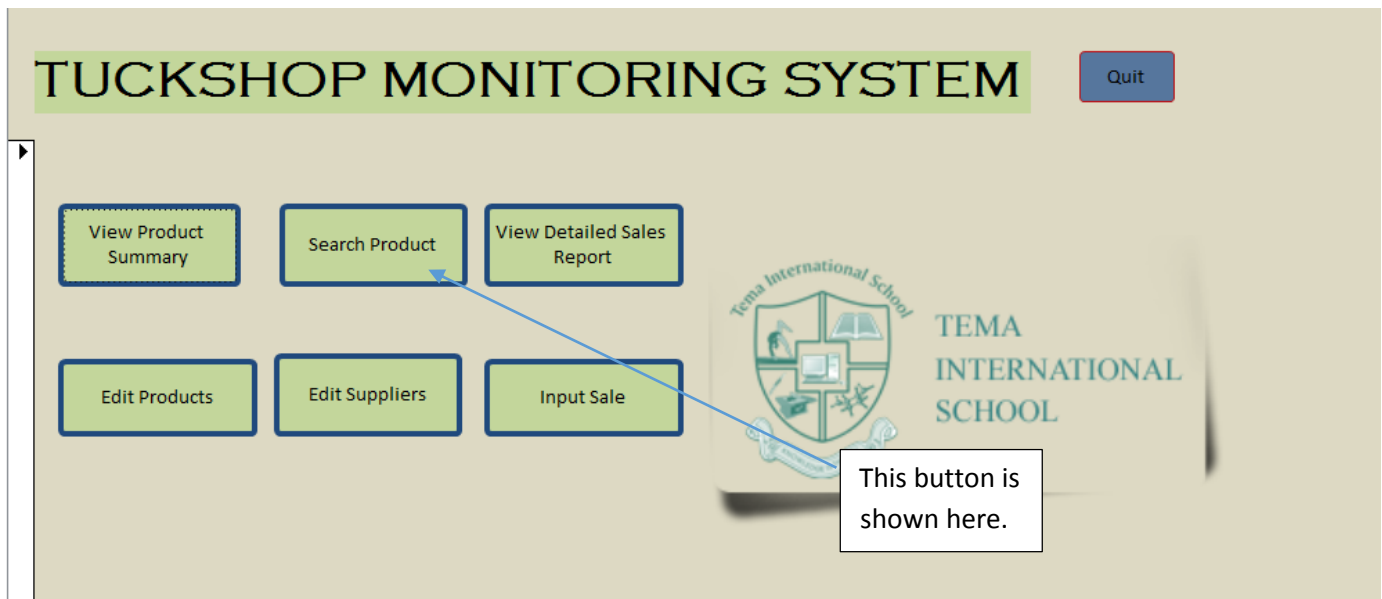 TUCKSHOP MONITORING SYSTEM
Quit
View Product
Summary
Search Product
View Detailed Sales
Report
Edit Products
Edit Suppliers
Input Sale
Tema International School
TEMA
INTERNATIONAL
SCHOOL
This button is
shown here.